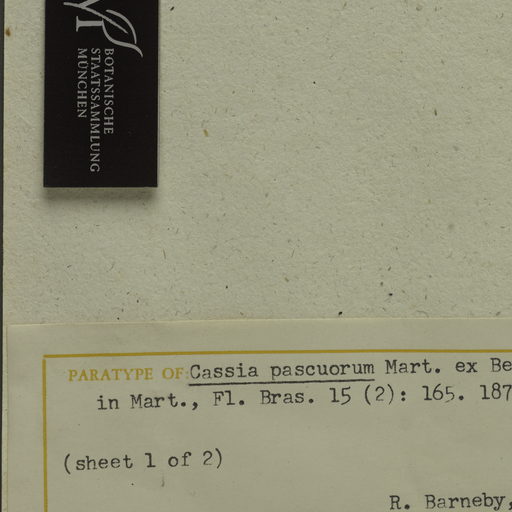 BOTANISCHE
STAATSSAMMLUNG
MÜNCHEN
PARATYPE OF: Cassia pascuorum Mart. ex Be
in Mart., Fl. Bras. 15 (2): 165. 187
(sheet 1 of 2)
R. Barneby,